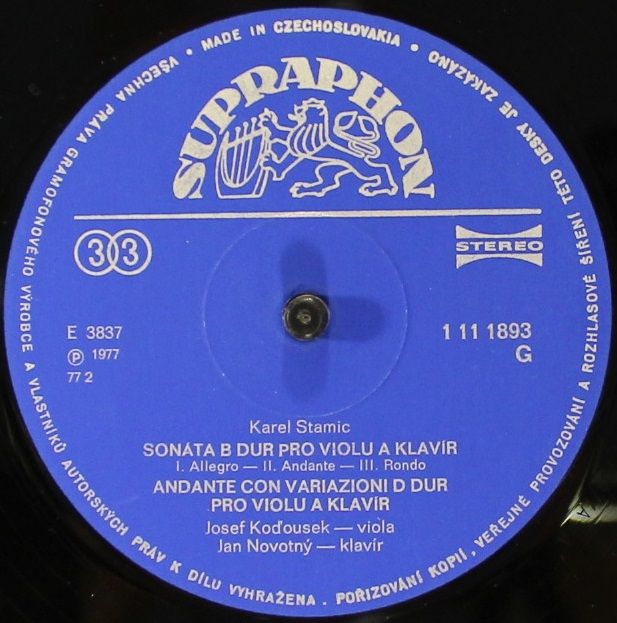 VŠECHNA PRÁVA GRAMOFONOVÉHO VÝROBCE A VLASTNÍKŮ AUTORSKÝCH PRÁV K DÍLU VYHRAŽENA. POŘIZOVÁNÍ KOPIÍ, VEŘEJNÉ PROVOZOVÁNÍ A ROZHLASOVÉ ŠÍŘENÍ TÉTO DESKY JE ZAKÁZÁNO • MADE IN CZECHOSLOVAKIA •
SUPRAPHON
33
STEREO
E 3837
Ⓟ 1977
77 2
1 11 1893
G
Karel Stamic
SONÁTA B DUR PRO VIOLU A KLAVÍR
I. Allegro — II. Andante — III. Rondo
ANDANTE CON VARIAZIONI D DUR
PRO VIOLU A KLAVÍR
Josef Koďousek — viola
Jan Novotný — klavír
A